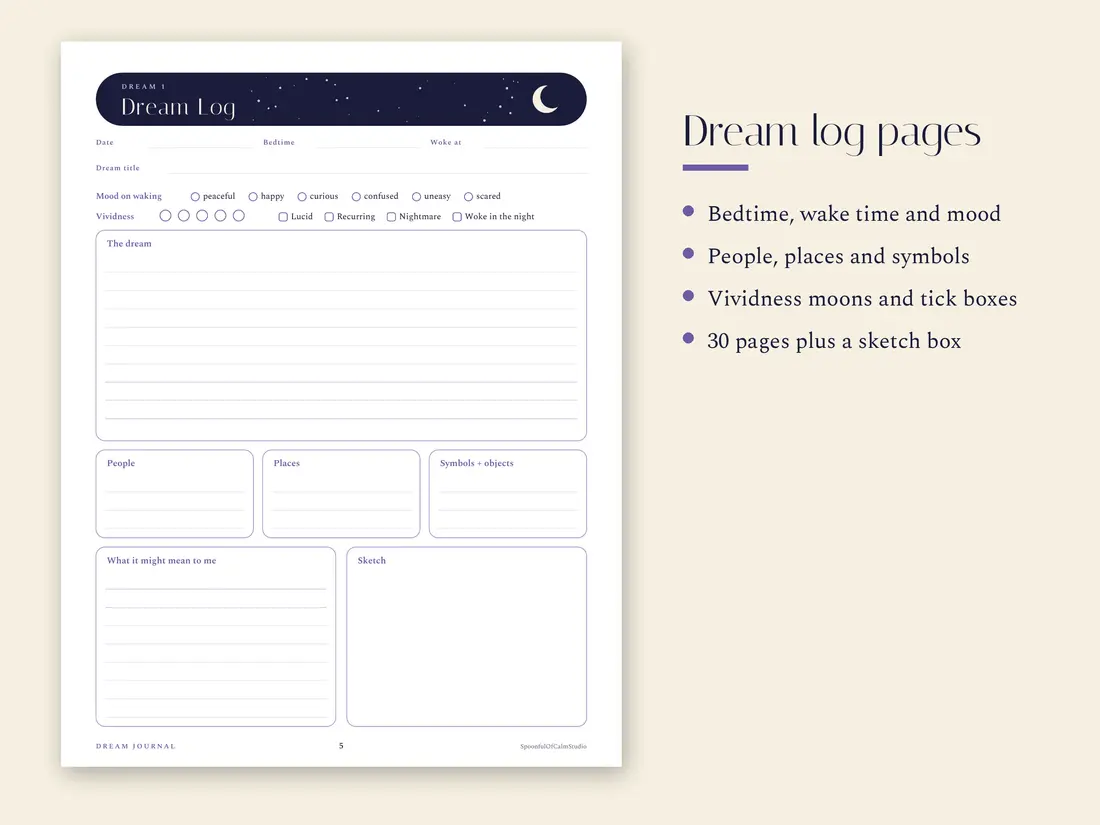 DREAM 1
Dream Log
Date Bedtime Woke at
Dream title
Mood on waking peaceful happy curious confused uneasy scared
Vividness Lucid Recurring Nightmare Woke in the night
The dream
People Places Symbols + objects
What it might mean to me Sketch
DREAM JOURNAL 5 SpoonfulOfCalmStudio
Dream log pages
Bedtime, wake time and mood
People, places and symbols
Vividness moons and tick boxes
30 pages plus a sketch box